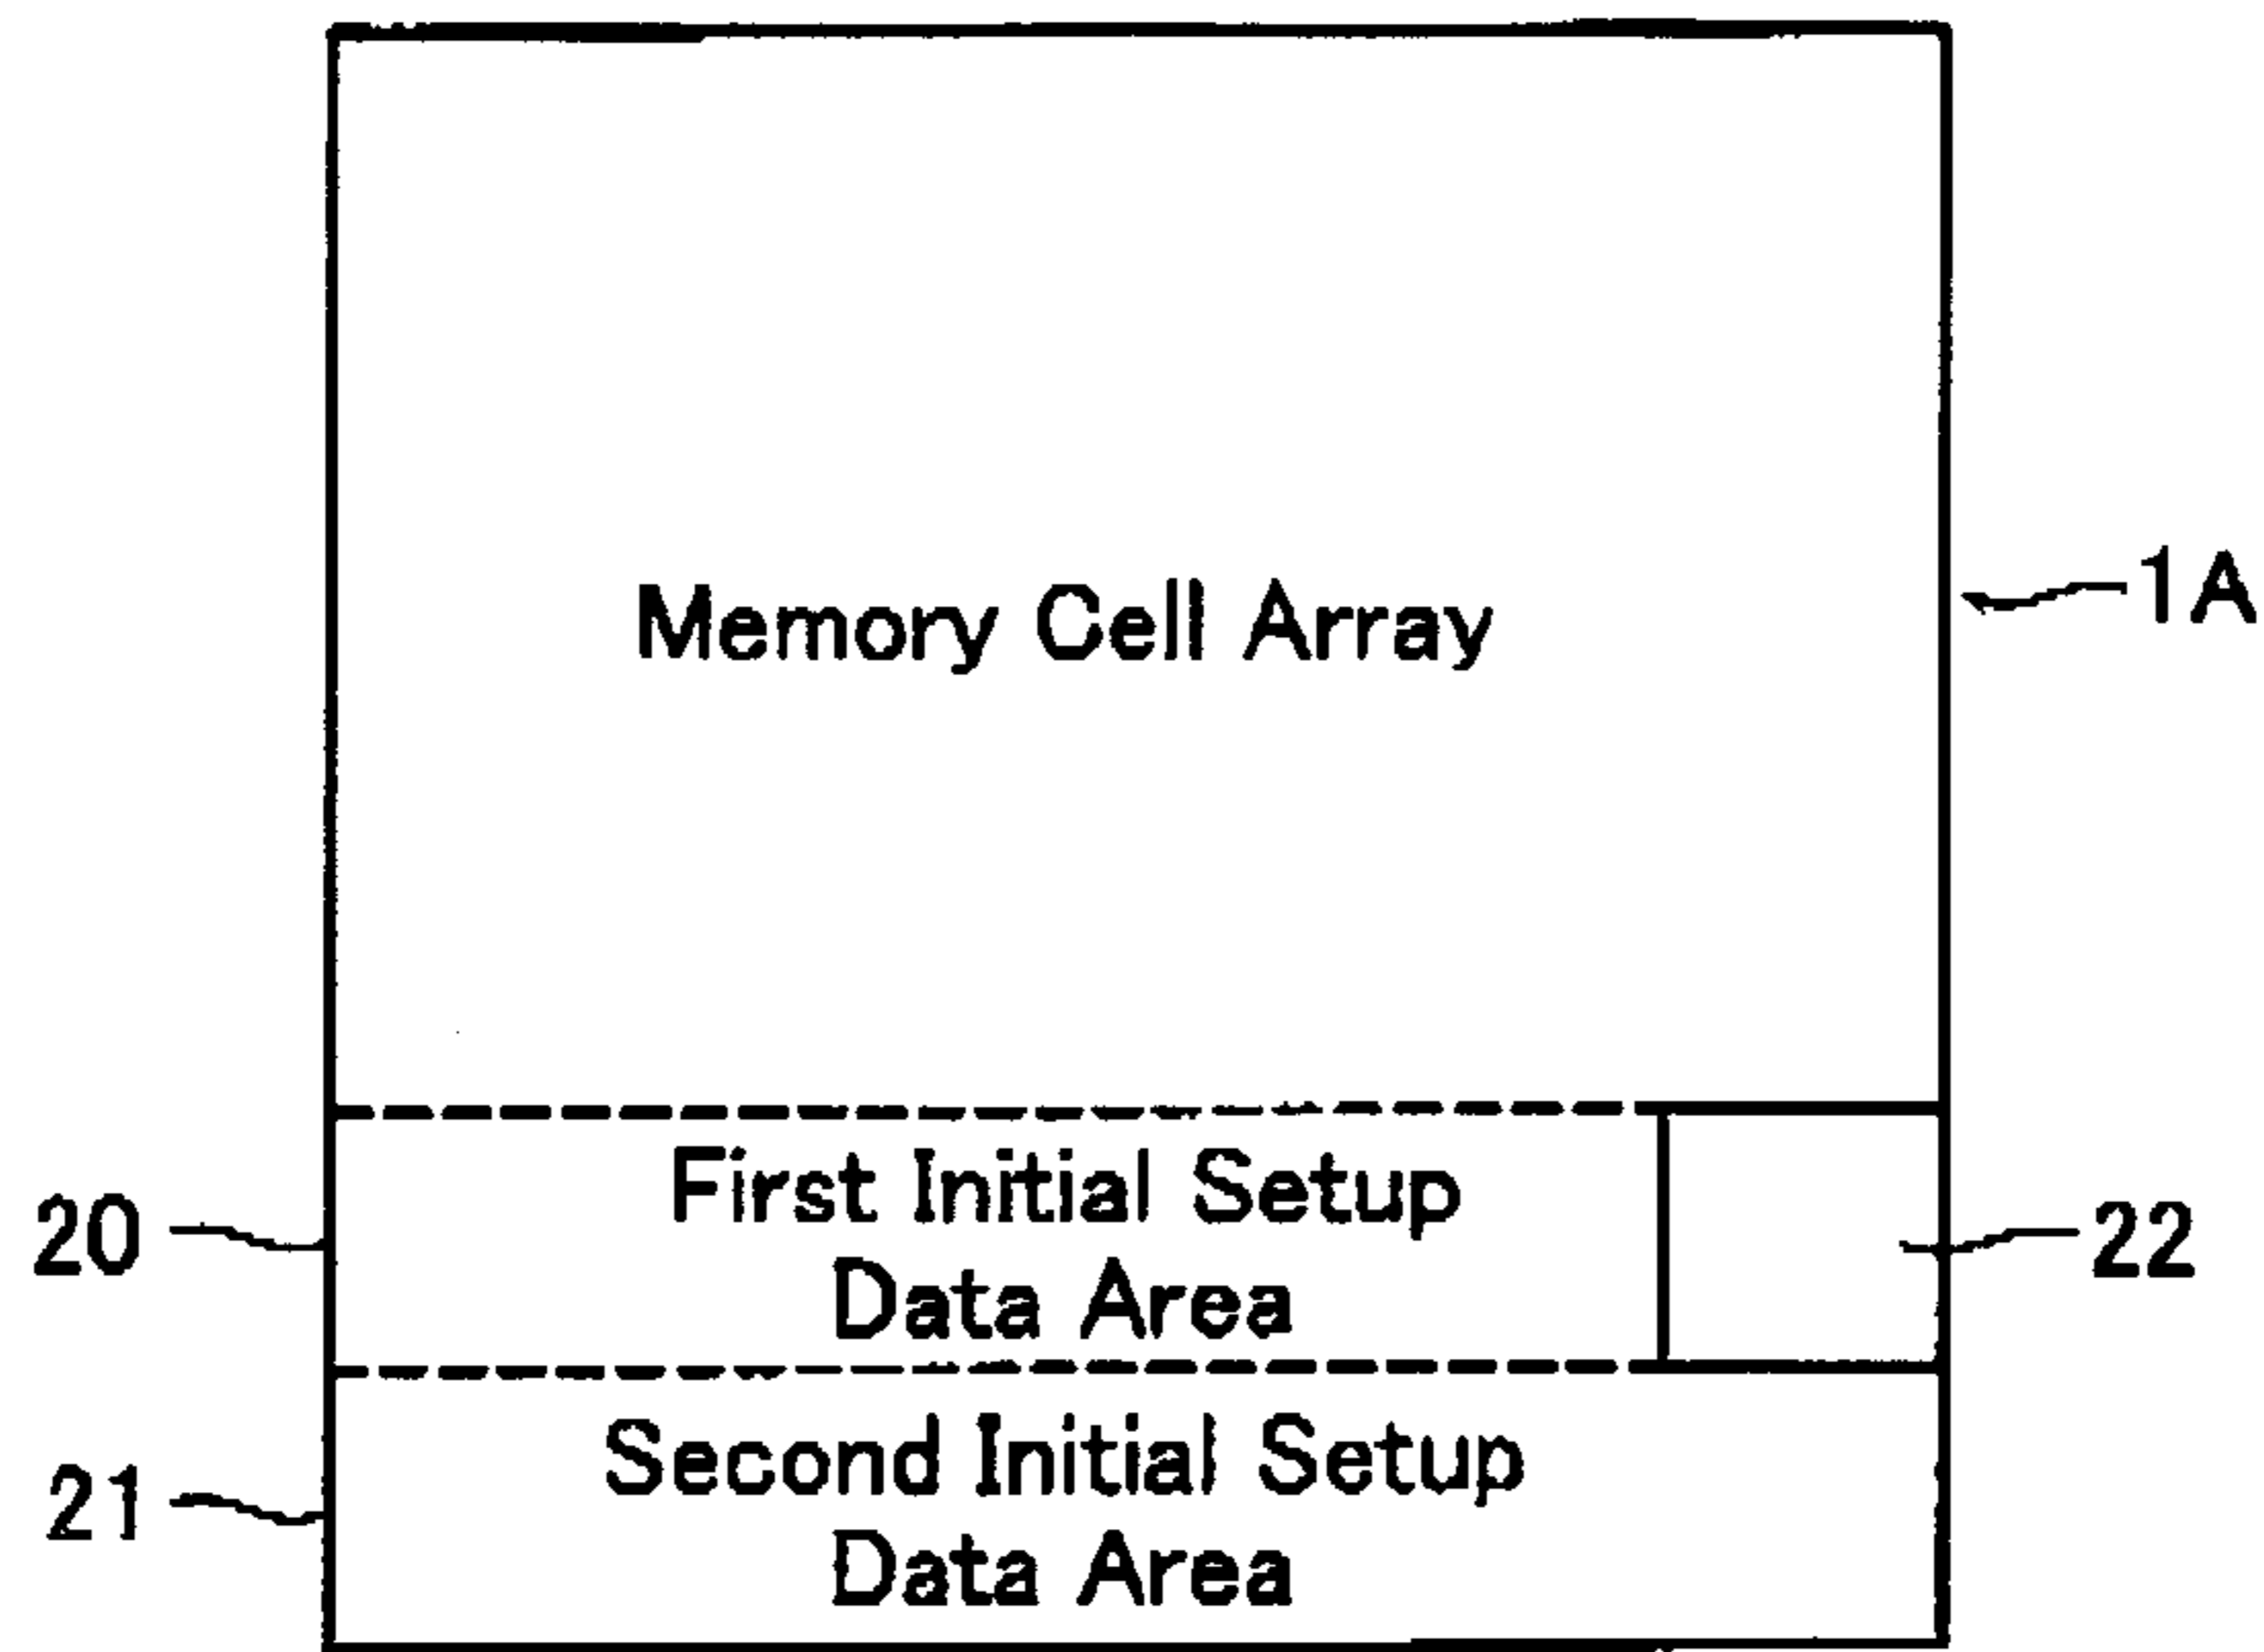 Memory Cell Array
1A
First Initial Setup
Data Area
20
22
Second Initial Setup
Data Area
21